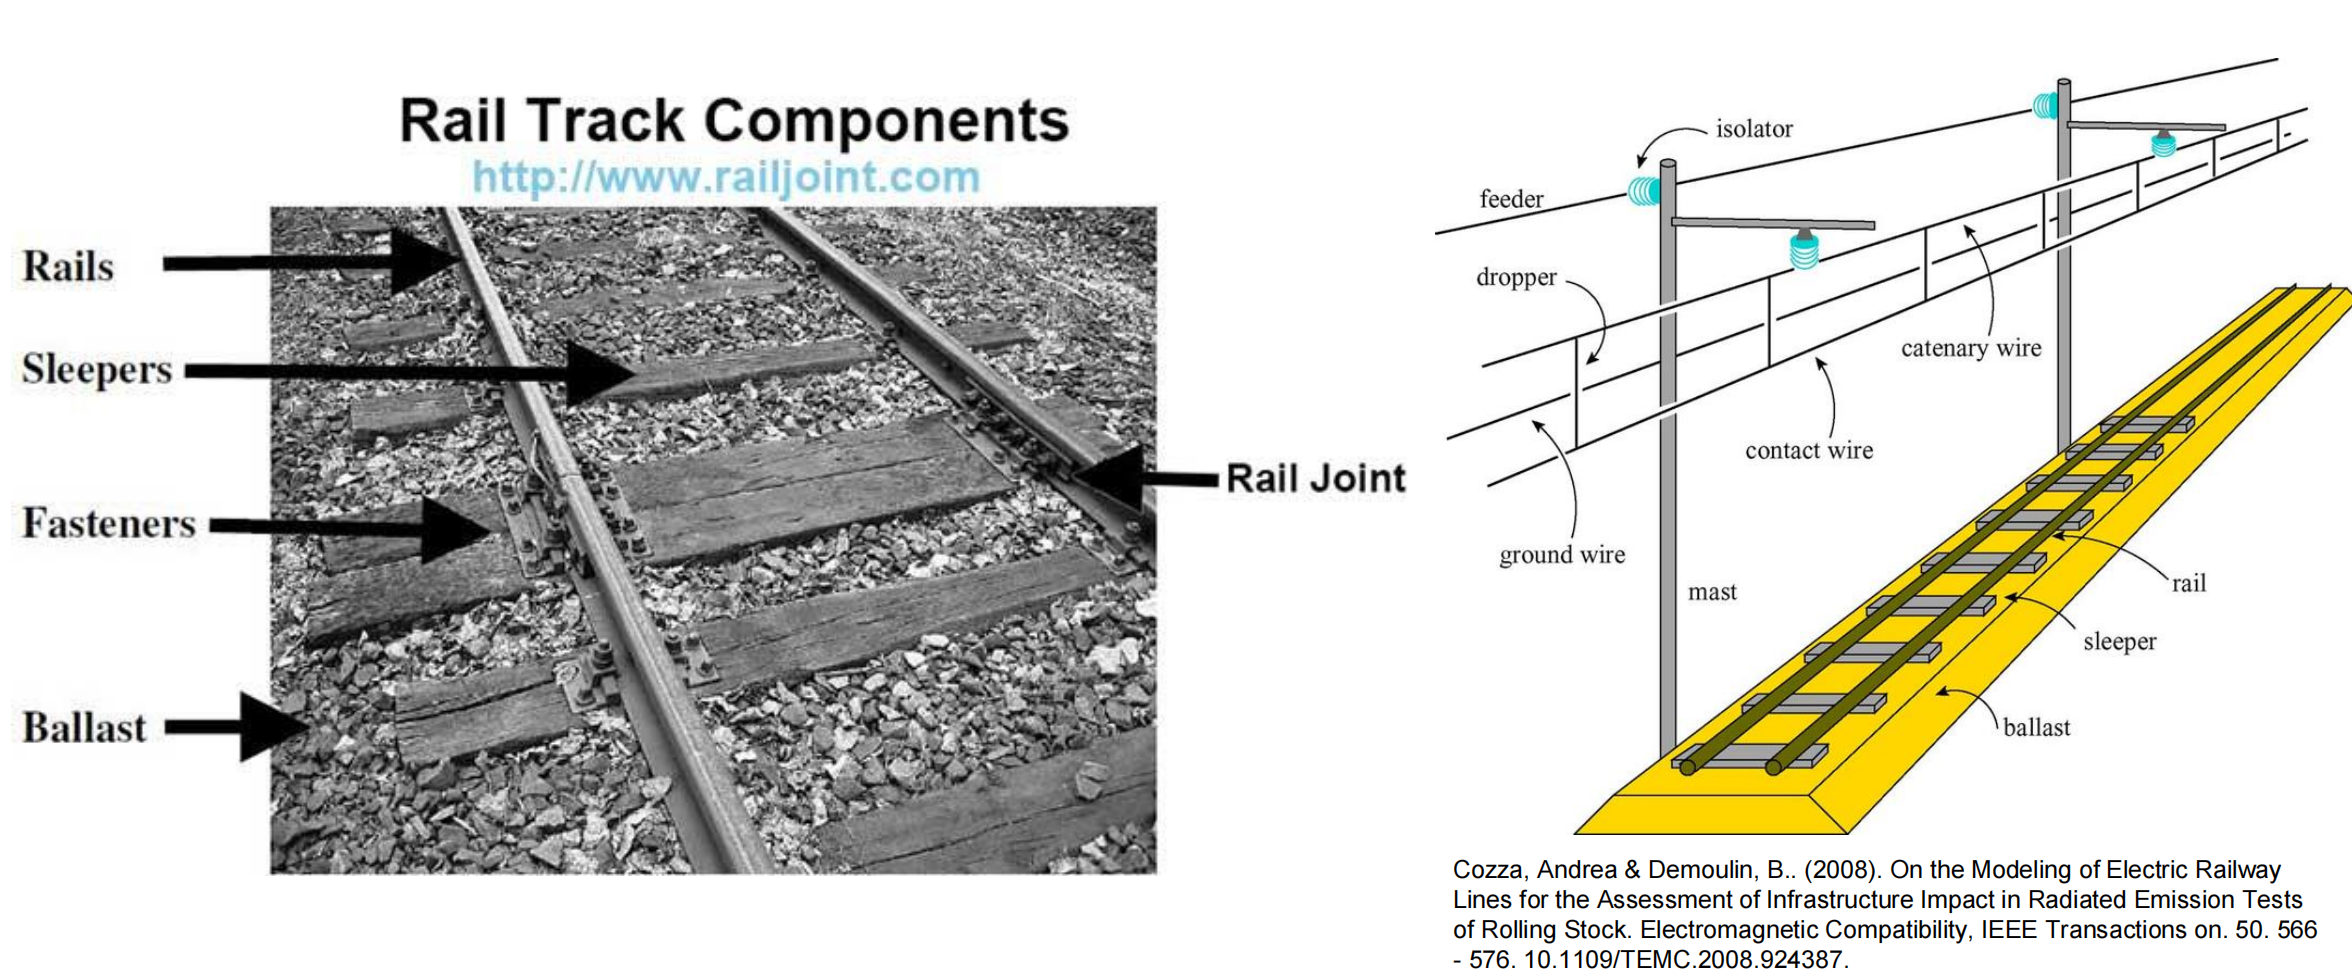 Rail Track Components
http://www.railjoint.com
Rails
Sleepers
Fasteners
Ballast
Rail Joint
isolator
feeder
dropper
catenary wire
contact wire
ground wire
mast
rail
sleeper
ballast
Cozza, Andrea & Demoulin, B.. (2008). On the Modeling of Electric Railway
Lines for the Assessment of Infrastructure Impact in Radiated Emission Tests
of Rolling Stock. Electromagnetic Compatibility, IEEE Transactions on. 50. 566
- 576. 10.1109/TEMC.2008.924387.